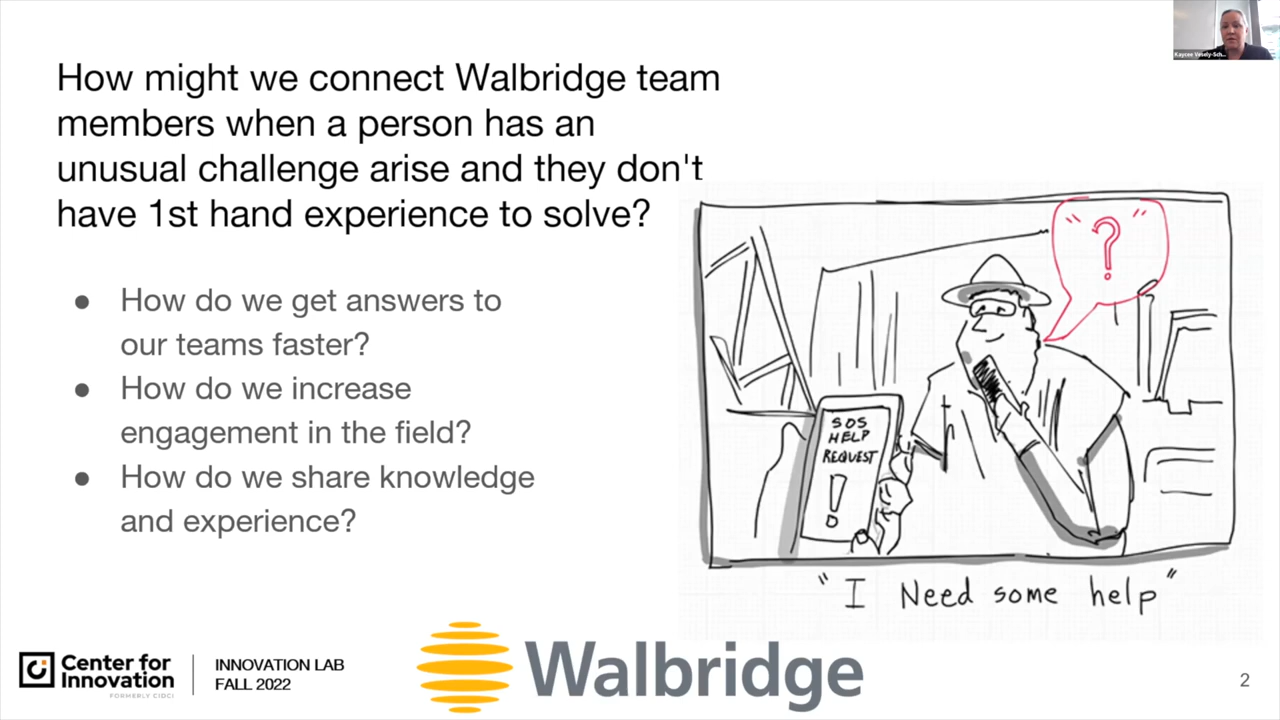 Kaycee Vesely-Sch...
How might we connect Walbridge team
members when a person has an
unusual challenge arise and they don't
have 1st hand experience to solve?
● How do we get answers to
our teams faster?
● How do we increase
engagement in the field?
● How do we share knowledge
and experience?
" ? "
SOS
HELP
REQUEST
!
"I Need some help"
Center for
Innovation
FORMERLY CIDCI
INNOVATION LAB
FALL 2022
Walbridge
2